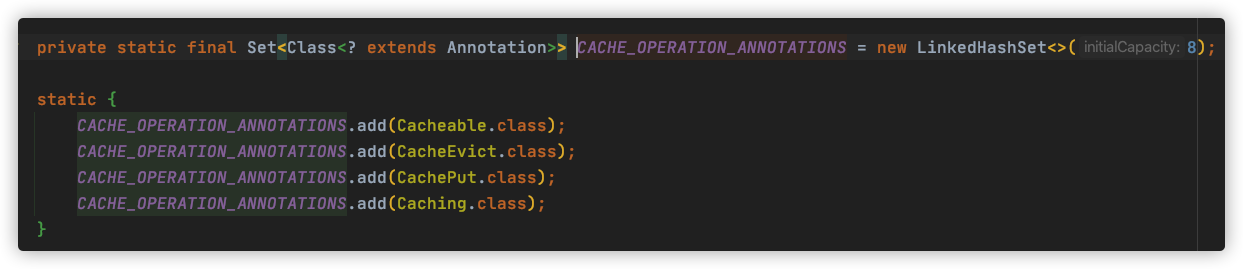 private static final Set<Class<? extends Annotation>> CACHE_OPERATION_ANNOTATIONS = new LinkedHashSet<>( initialCapacity: 8);
static {
CACHE_OPERATION_ANNOTATIONS.add(Cacheable.class);
CACHE_OPERATION_ANNOTATIONS.add(CacheEvict.class);
CACHE_OPERATION_ANNOTATIONS.add(CachePut.class);
CACHE_OPERATION_ANNOTATIONS.add(Caching.class);
}